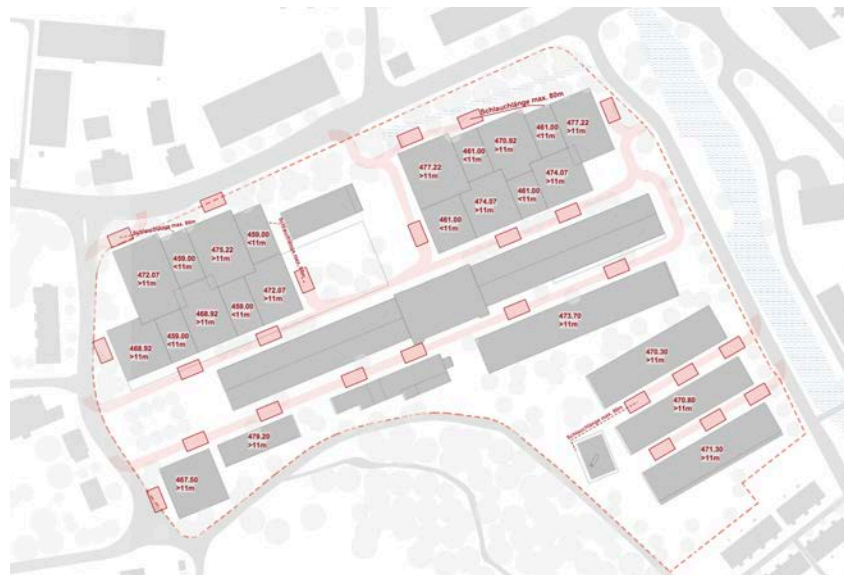 Schlauchlänge max. 80m
477.22
>11m
461.00
<11m
470.92
>11m
461.00
<11m
477.22
>11m
461.00
<11m
474.07
>11m
461.00
<11m
474.07
>11m
Schlauchlänge max. 80m
472.07
>11m
459.00
<11m
475.22
>11m
459.00
<11m
468.92
>11m
459.00
<11m
468.92
>11m
459.00
<11m
472.07
>11m
473.70
>11m
470.30
>11m
470.80
>11m
471.30
>11m
479.20
>11m
467.50
>11m